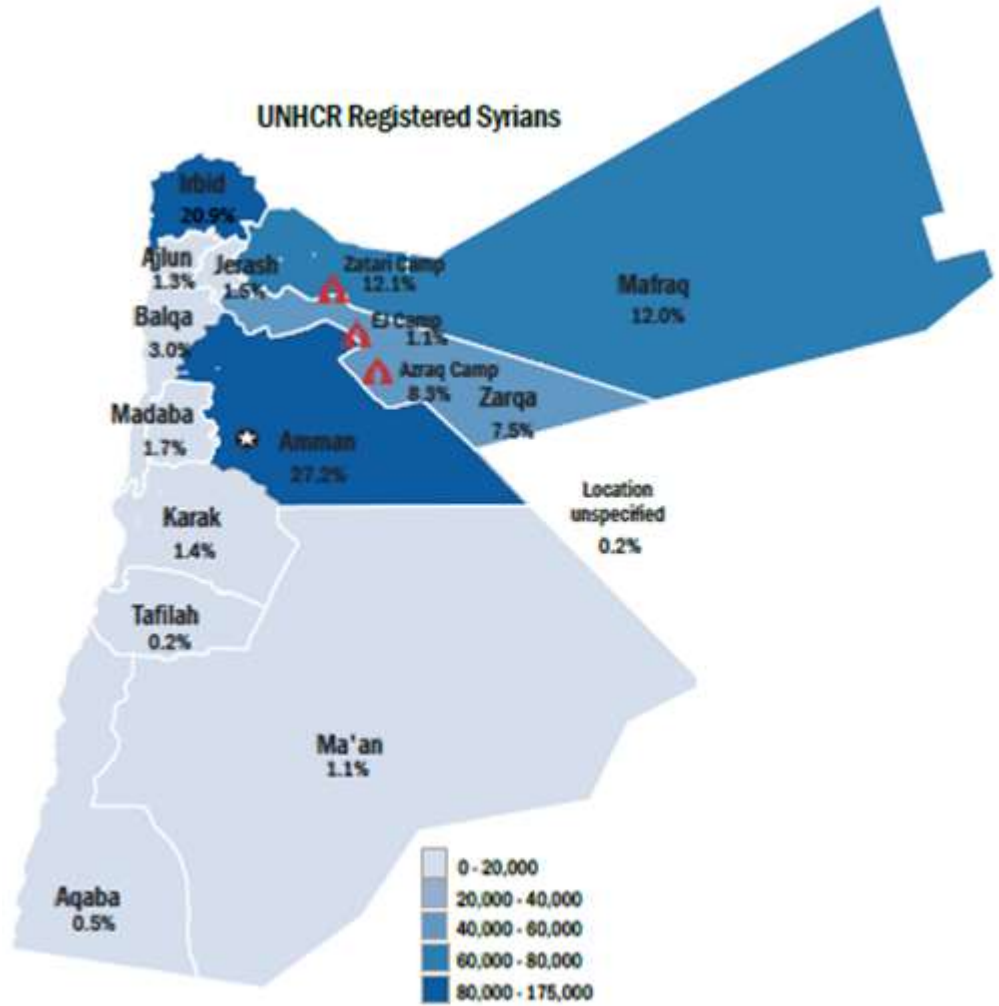 UNHCR Registered Syrians
Irbid
20.9%
Ajlun
1.3%
Jerash
1.5%
Zatari Camp
12.1%
Mafraq
12.0%
Balqa
3.0%
EJ Camp
1.1%
Azraq Camp
8.3%
Zarqa
7.5%
Madaba
1.7%
Amman
27.2%
Location
unspecified
0.2%
Karak
1.4%
Tafilah
0.2%
Ma'an
1.1%
Aqaba
0.5%
0 - 20,000
20,000 - 40,000
40,000 - 60,000
60,000 - 80,000
80,000 - 175,000